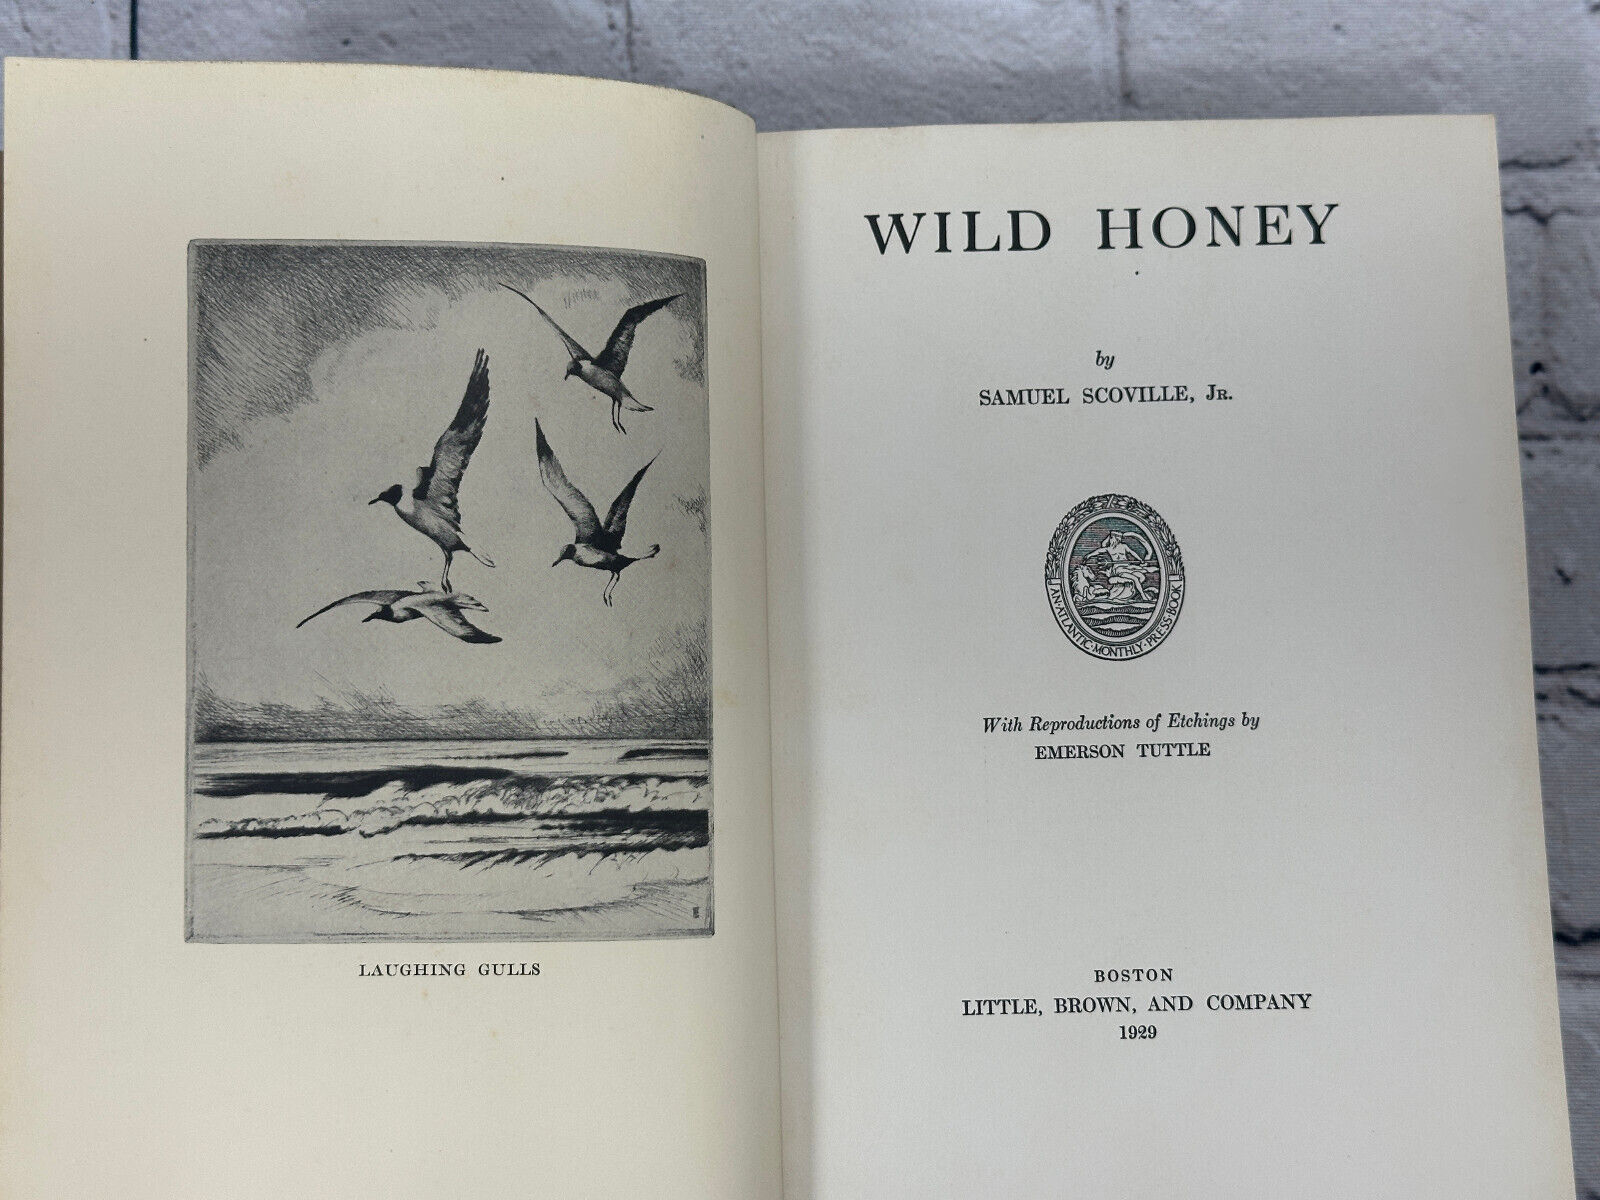 LAUGHING GULLS
WILD HONEY
by
SAMUEL SCOVILLE, JR.
AN·ATLANTIC·MONTHLY·PRESS·BOOK
With Reproductions of Etchings by
EMERSON TUTTLE
BOSTON
LITTLE, BROWN, AND COMPANY
1929